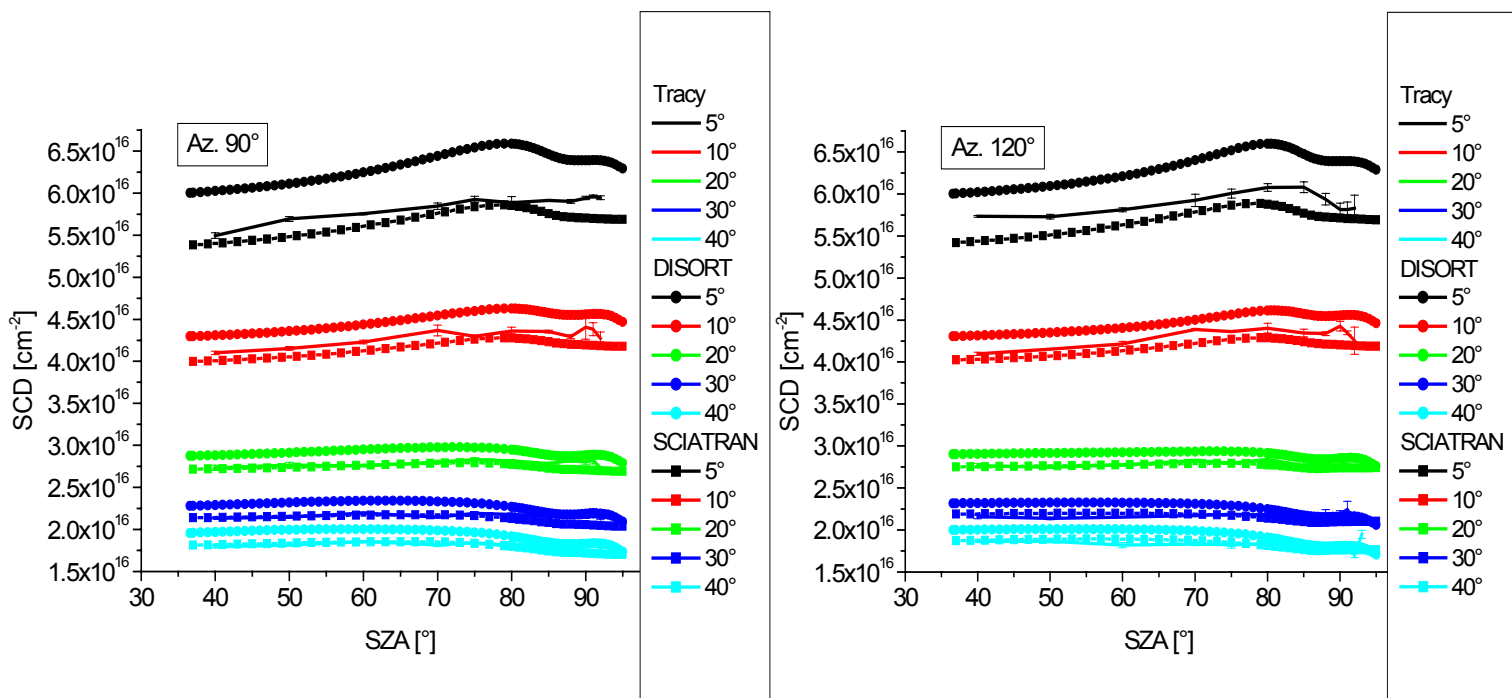 Az. 90°
6.5x10^16
6.0x10^16
5.5x10^16
5.0x10^16
4.5x10^16
4.0x10^16
3.5x10^16
3.0x10^16
2.5x10^16
2.0x10^16
1.5x10^16
SCD [cm^-2]
30 40 50 60 70 80 90
SZA [°]
Tracy
5°
10°
20°
30°
40°
DISORT
5°
10°
20°
30°
40°
SCIATRAN
5°
10°
20°
30°
40°
Az. 120°
6.5x10^16
6.0x10^16
5.5x10^16
5.0x10^16
4.5x10^16
4.0x10^16
3.5x10^16
3.0x10^16
2.5x10^16
2.0x10^16
1.5x10^16
SCD [cm^-2]
30 40 50 60 70 80 90
SZA [°]
Tracy
5°
10°
20°
30°
40°
DISORT
5°
10°
20°
30°
40°
SCIATRAN
5°
10°
20°
30°
40°